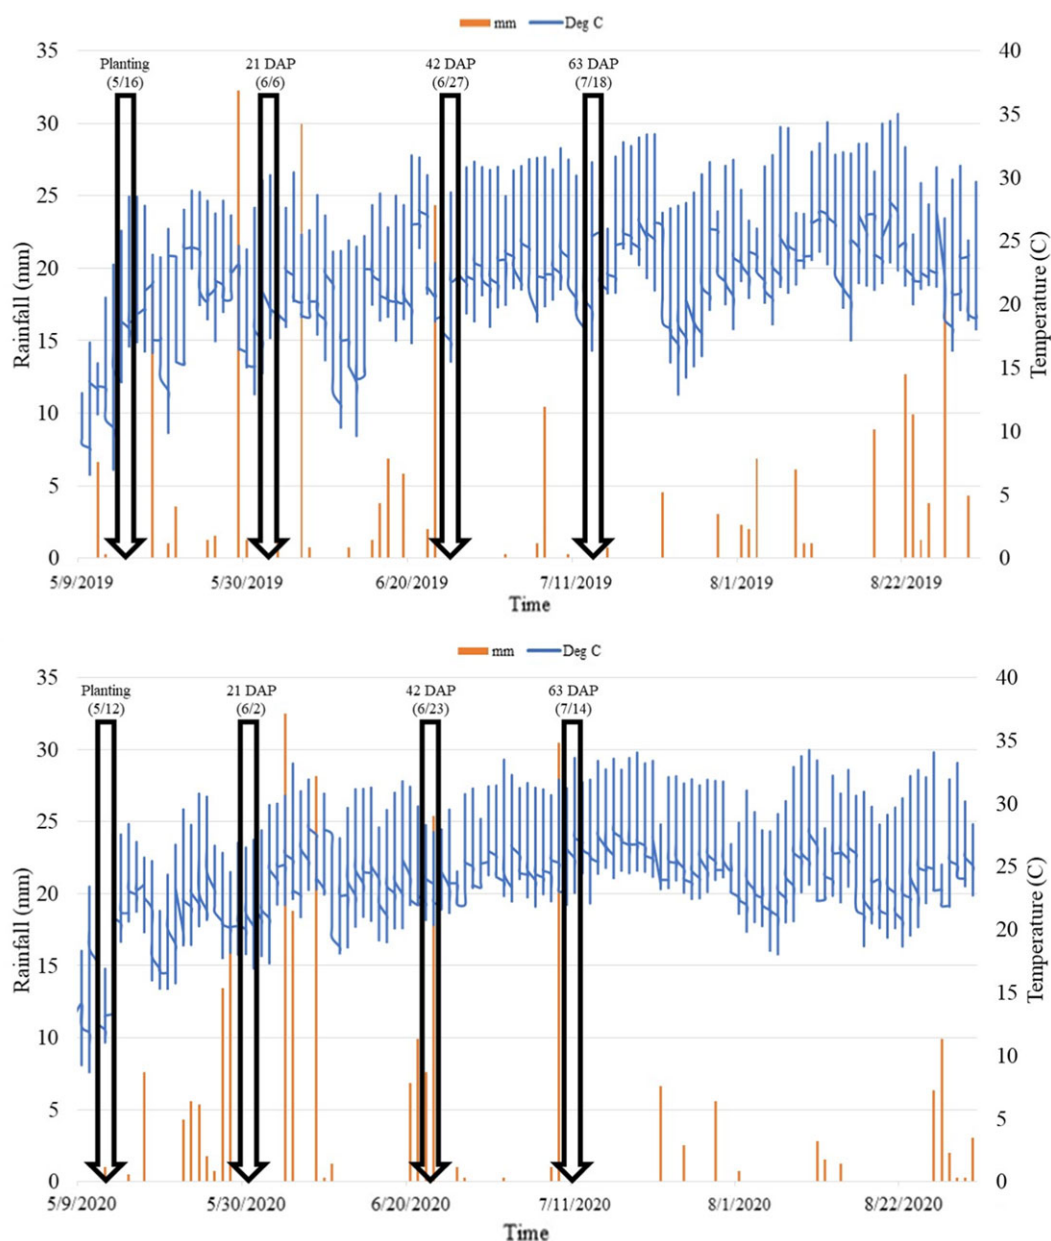 mm Deg C
35 40
Planting 21 DAP 42 DAP 63 DAP
(5/16) (6/6) (6/27) (7/18)
35
30
30
25
25
20
20
15
15
10
10
5
5
0 0
Rainfall (mm)
Temperature (C)
5/9/2019 5/30/2019 6/20/2019 7/11/2019 8/1/2019 8/22/2019
Time
mm Deg C
35 40
Planting 21 DAP 42 DAP 63 DAP
(5/12) (6/2) (6/23) (7/14)
35
30
30
25
25
20
20
15
15
10
10
5
5
0 0
Rainfall (mm)
Temperature (C)
5/9/2020 5/30/2020 6/20/2020 7/11/2020 8/1/2020 8/22/2020
Time